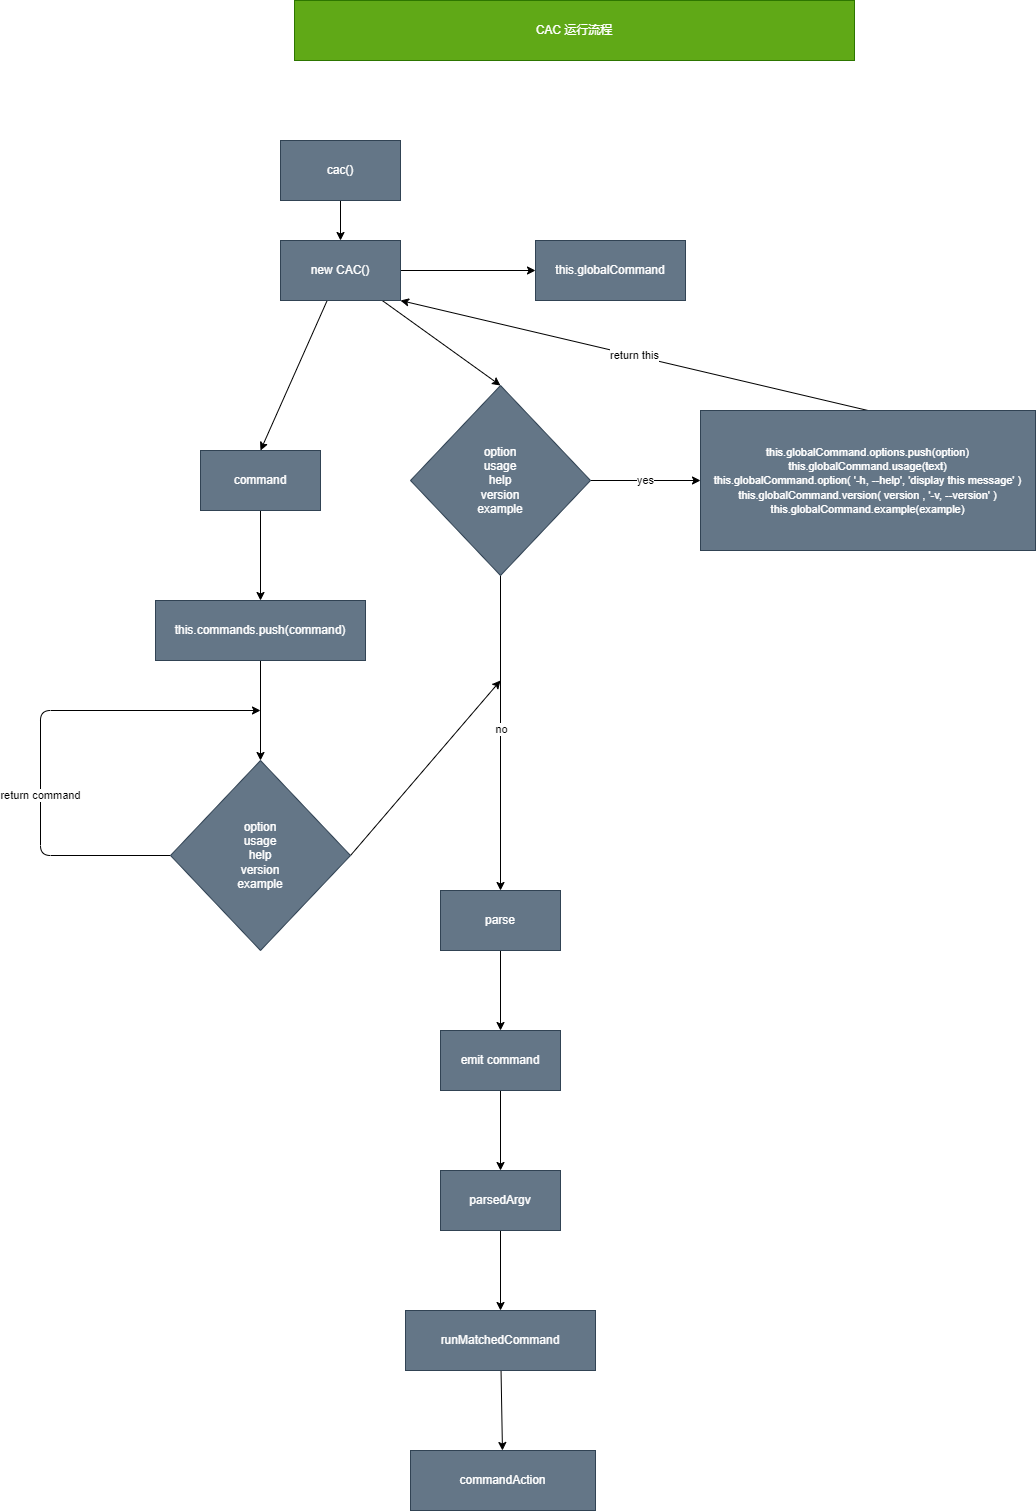 CAC 运行流程
cac()
new CAC()
this.globalCommand
return this
option
usage
help
version
example
yes
this.globalCommand.options.push(option)
this.globalCommand.usage(text)
this.globalCommand.option( '-h, --help', 'display this message' )
this.globalCommand.version( version , '-v, --version' )
this.globalCommand.example(example)
command
this.commands.push(command)
no
return command
option
usage
help
version
example
parse
emit command
parsedArgv
runMatchedCommand
commandAction